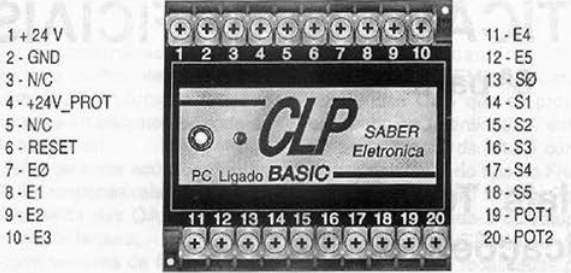 1 + 24 V
2 - GND
3 - N/C
4 - +24V_PROT
5 - N/C
6 - RESET
7 - EØ
8 - E1
9 - E2
10 - E3
1 2 3 4 5 6 7 8 9 10
CLP
SABER
Eletronica
PC Ligado BASIC
11 12 13 14 15 16 17 18 19 20
11 - E4
12 - E5
13 - SØ
14 - S1
15 - S2
16 - S3
17 - S4
18 - S5
19 - POT1
20 - POT2